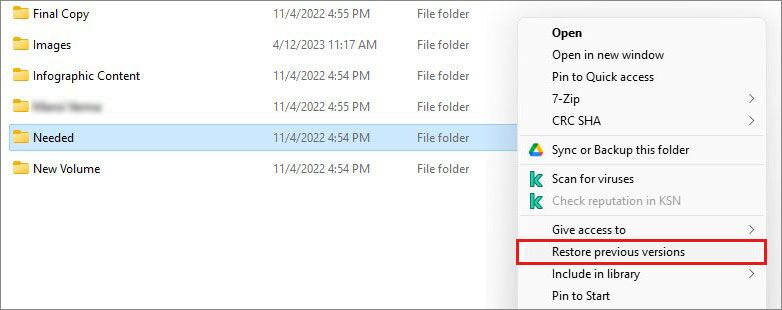 Final Copy 11/4/2022 4:55 PM File folder
Images 4/12/2023 11:17 AM File folder
Infographic Content 11/4/2022 4:54 PM File folder
11/4/2022 4:55 PM File folder
Needed 11/4/2022 4:54 PM File folder
New Volume 11/4/2022 4:54 PM File folder
Open
Open in new window
Pin to Quick access
7-Zip
CRC SHA
Sync or Backup this folder
Scan for viruses
Check reputation in KSN
Give access to
Restore previous versions
Include in library
Pin to Start